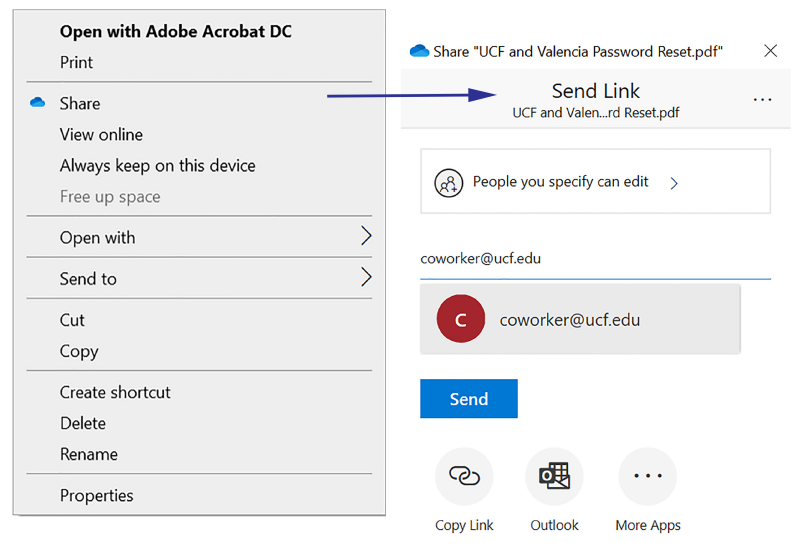 Open with Adobe Acrobat DC
Print
Share
View online
Always keep on this device
Free up space
Open with
Send to
Cut
Copy
Create shortcut
Delete
Rename
Properties
Share "UCF and Valencia Password Reset.pdf"
Send Link
UCF and Valen...rd Reset.pdf
People you specify can edit
coworker@ucf.edu
C
coworker@ucf.edu
Send
Copy Link
Outlook
More Apps